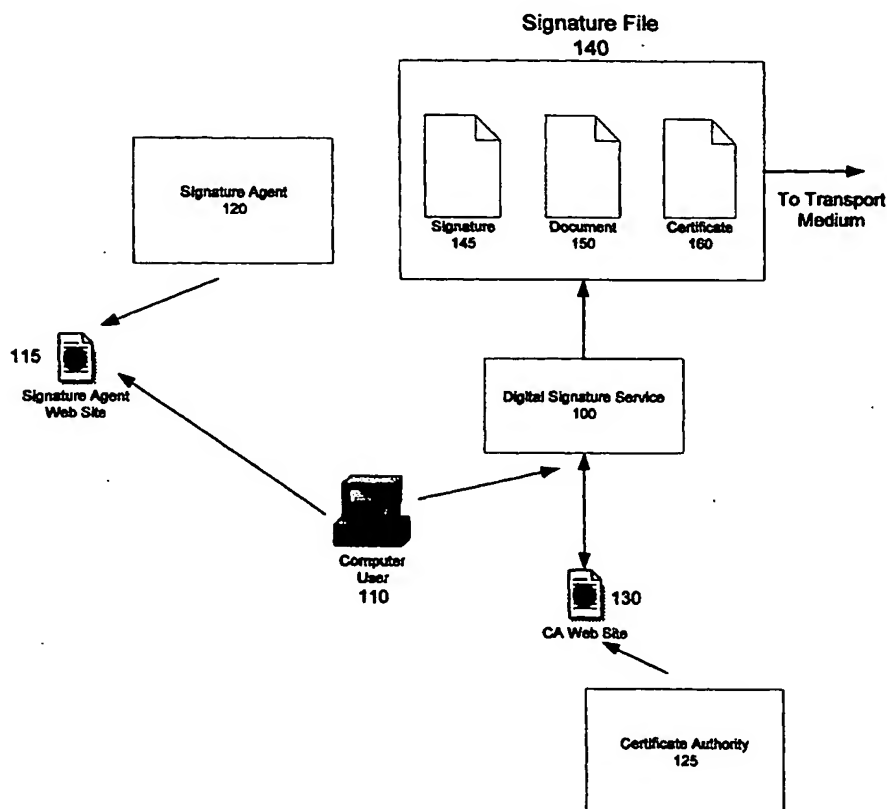 Signature File
140
Signature Agent
120
Signature
145
Document
150
Certificate
160
To Transport
Medium
115
Signature Agent
Web Site
Digital Signature Service
100
Computer
User
110
130
CA Web Site
Certificate Authority
125